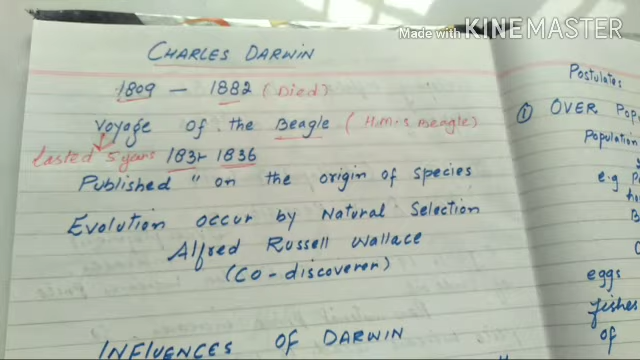 Made with KINEMASTER
CHARLES DARWIN
1809 — 1882 (Died)
Voyage of the Beagle (H.M.S Beagle)
lasted 5 years 1831 - 1836
Published " on the origin of species
Evolution occur by Natural Selection
Alfred Russell Wallace
(Co-discoverer)
INFLUENCES OF DARWIN
Postulates
① OVER
Population
e.g
eggs
fishes
of